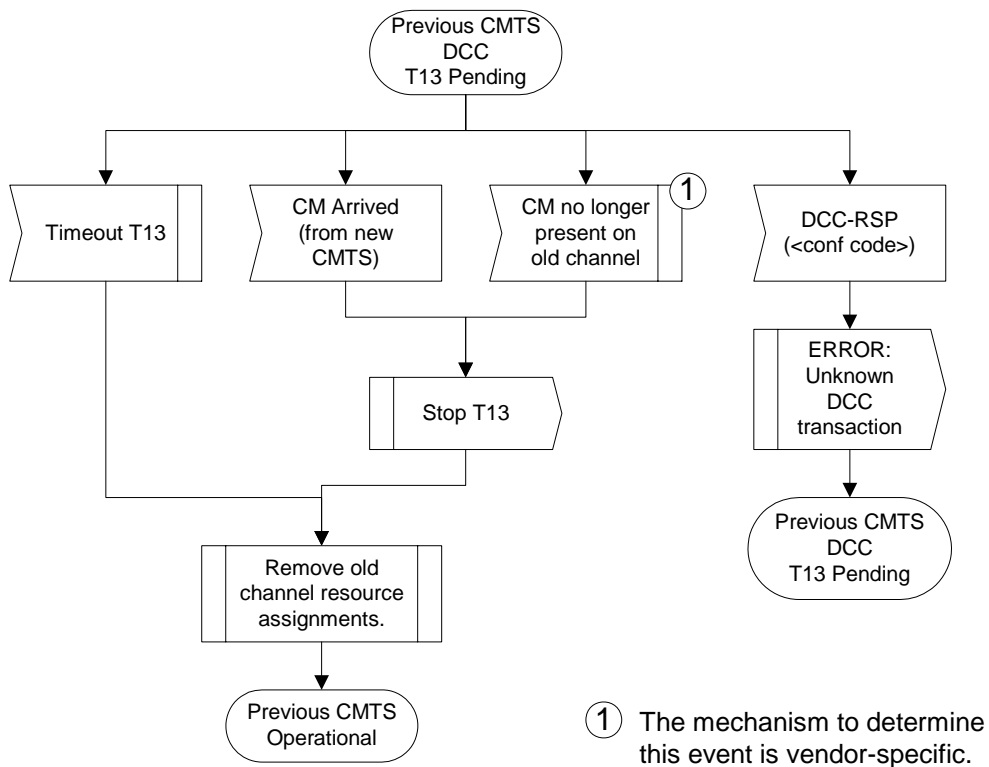 Previous CMTS
DCC
T13 Pending
Timeout T13
CM Arrived
(from new
CMTS)
CM no longer
present on
old channel
1
DCC-RSP
(<conf code>)
Stop T13
ERROR:
Unknown
DCC
transaction
Previous CMTS
DCC
T13 Pending
Remove old
channel resource
assignments.
Previous CMTS
Operational
1 The mechanism to determine
this event is vendor-specific.